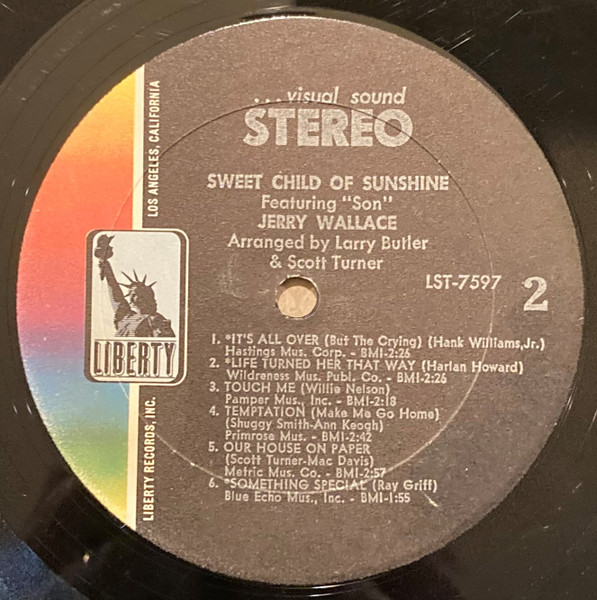 ...visual sound
STEREO
SWEET CHILD OF SUNSHINE
Featuring "Son"
JERRY WALLACE
Arranged by Larry Butler
& Scott Turner
LST-7597
2
1. *IT'S ALL OVER (But The Crying) (Hank Williams,Jr.)
Hastings Mus. Corp. - BMI-2:26
2. *LIFE TURNED HER THAT WAY (Harlan Howard)
Wildreness Mus. Publ. Co. - BMI-2:26
3. TOUCH ME (Willie Nelson)
Pamper Mus., Inc. - BMI-2:18
4. TEMPTATION (Make Me Go Home)
(Shuggy Smith-Ann Keogh)
Primrose Mus. - BMI-2:42
5. OUR HOUSE ON PAPER
(Scott Turner-Mac Davis)
Metric Mus. Co. - BMI-2:57
6. *SOMETHING SPECIAL (Ray Griff)
Blue Echo Mus., Inc. - BMI-1:55
LIBERTY
LIBERTY RECORDS, INC.
LOS ANGELES, CALIFORNIA